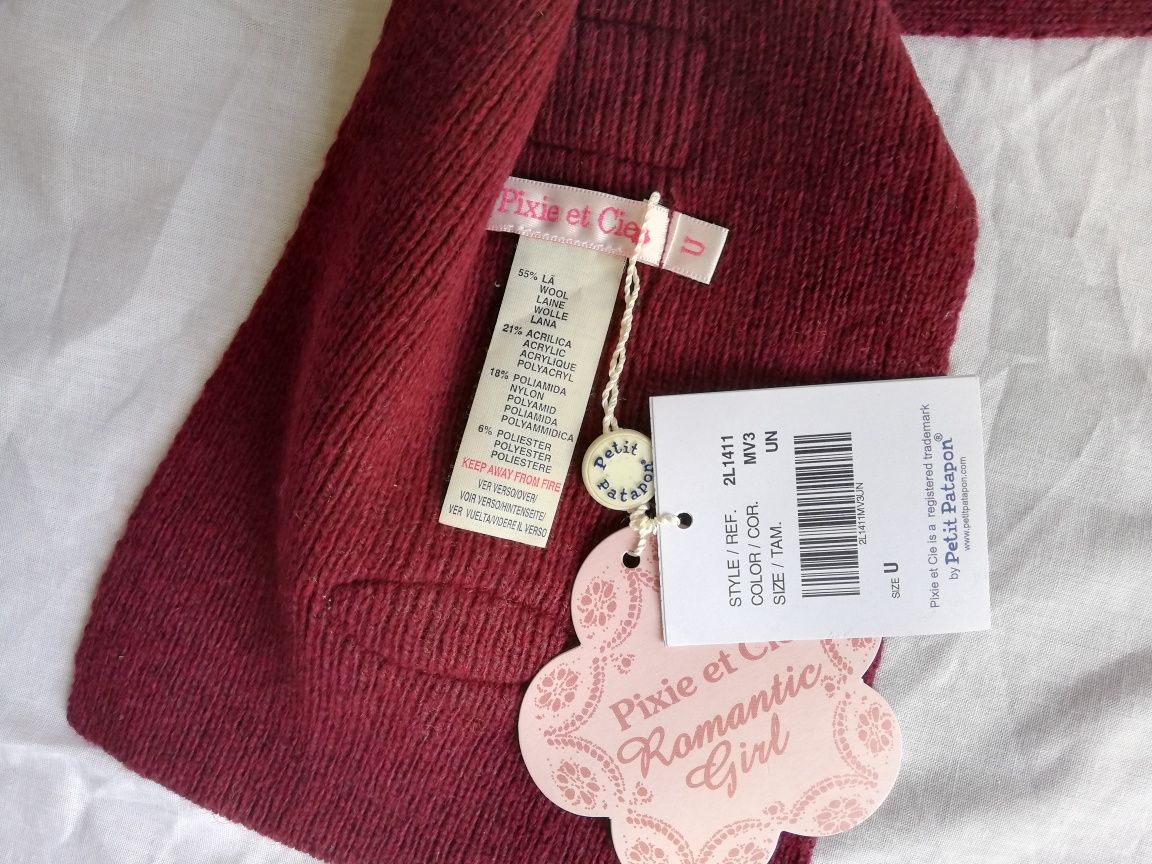 Pixie et Cie
U
55% LÃ
WOOL
LAINE
WOLLE
LANA
21% ACRILICA
ACRYLIC
ACRYLIQUE
POLYACRYL
18% POLIAMIDA
NYLON
POLYAMID
POLIAMIDA
POLYAMMIDICA
6% POLIESTER
POLYESTER
POLIESTERE
KEEP AWAY FROM FIRE
VER VERSO/OVER/
VOIR VERSO/HINTENSEITE/
VER VUELTA/VIDERE IL VERSO
Petit
Patapon®
STYLE / REF. 2L1411
COLOR / COR. MV3
SIZE / TAM. UN
2L1411MV3UN
SIZE U
Pixie et Cie is a registered trademark
by Petit Patapon®
www.petitpatapon.com
Pixie et Cie
Romantic
Girl